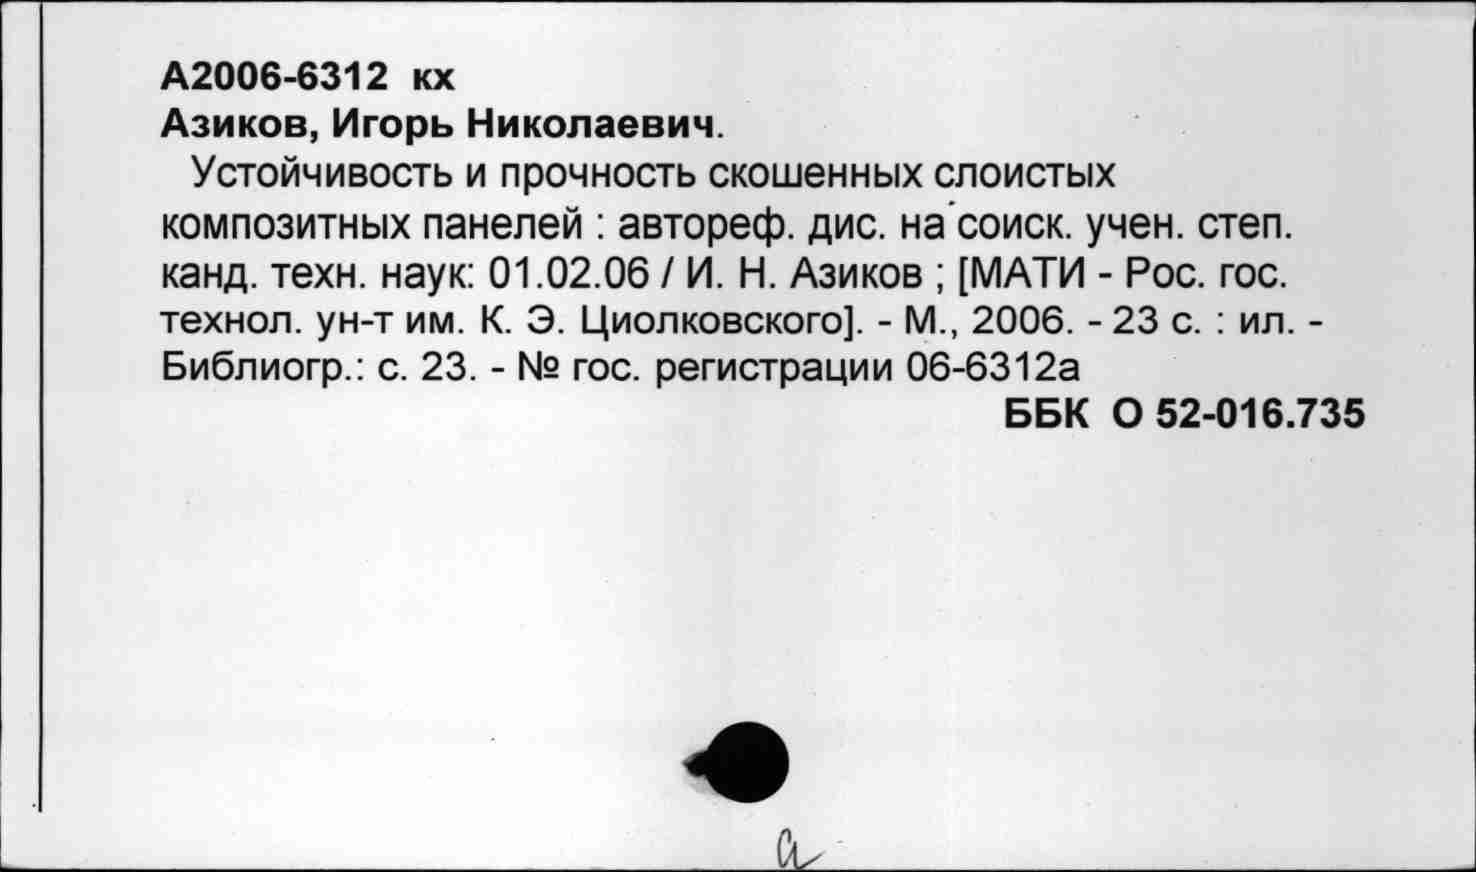 А2006-6312 кх
Азиков, Игорь Николаевич.
Устойчивость и прочность скошенных слоистых
композитных панелей : автореф. дис. на соиск. учен. степ.
канд. техн. наук: 01.02.06 / И. Н. Азиков ; [МАТИ - Рос. гос.
технол. ун-т им. К. Э. Циолковского]. - М., 2006. - 23 с. : ил. -
Библиогр.: с. 23. - № гос. регистрации 06-6312а
ББК О 52-016.735
а